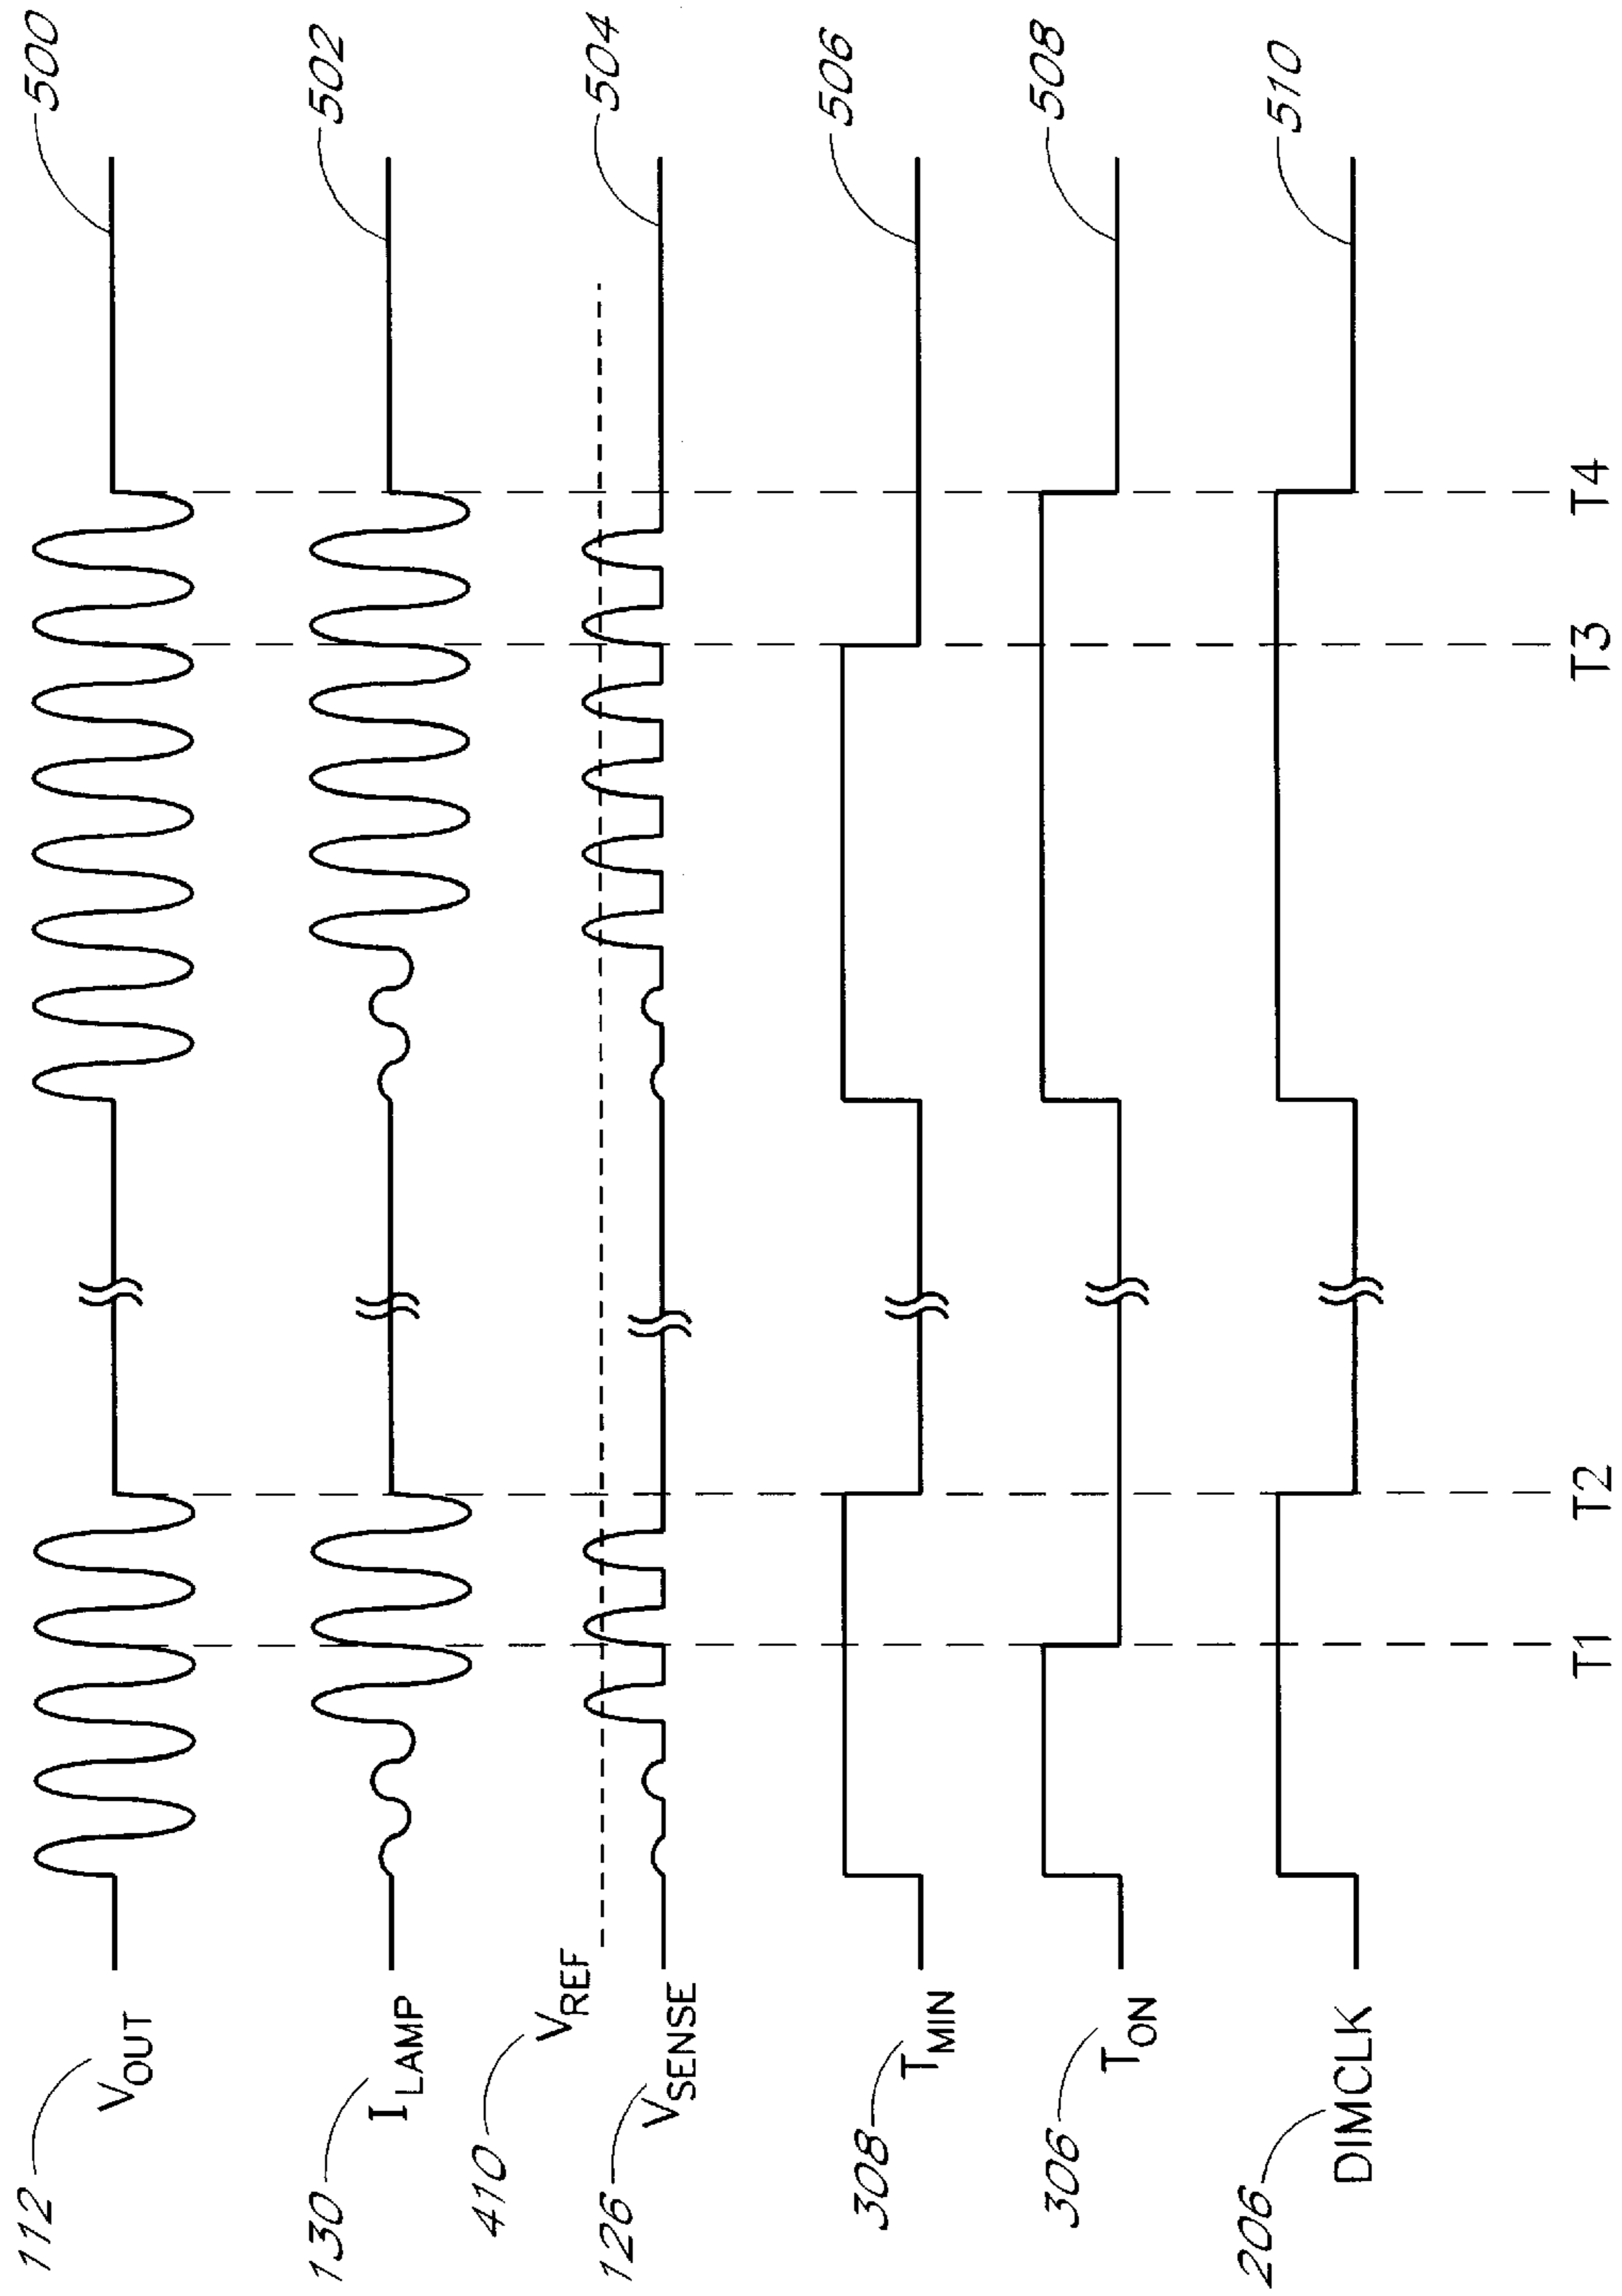 112
V_OUT
500
130
I_LAMP
502
410
V_REF
126
V_SENSE
504
308
T_MIN
506
306
T_ON
508
206
DIMCLK
510
T1
T2
T3
T4